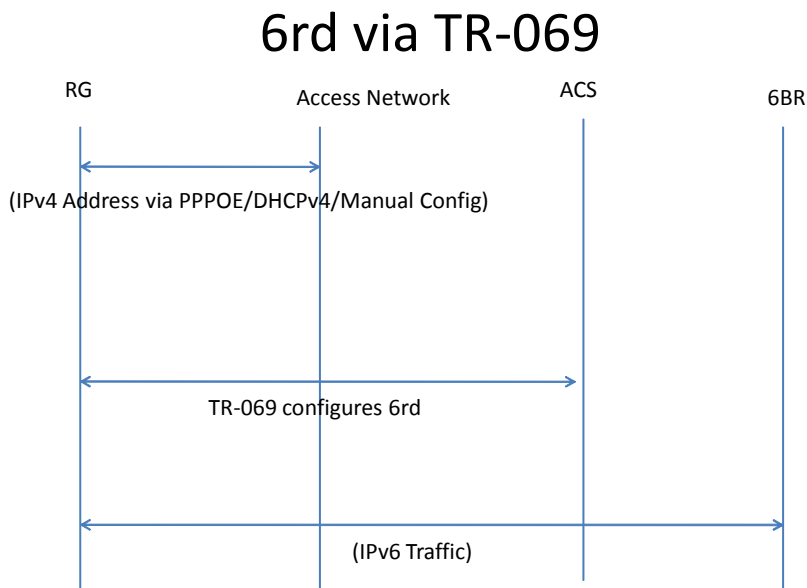 6rd via TR-069
RG
Access Network
ACS
6BR
(IPv4 Address via PPPOE/DHCPv4/Manual Config)
TR-069 configures 6rd
(IPv6 Traffic)